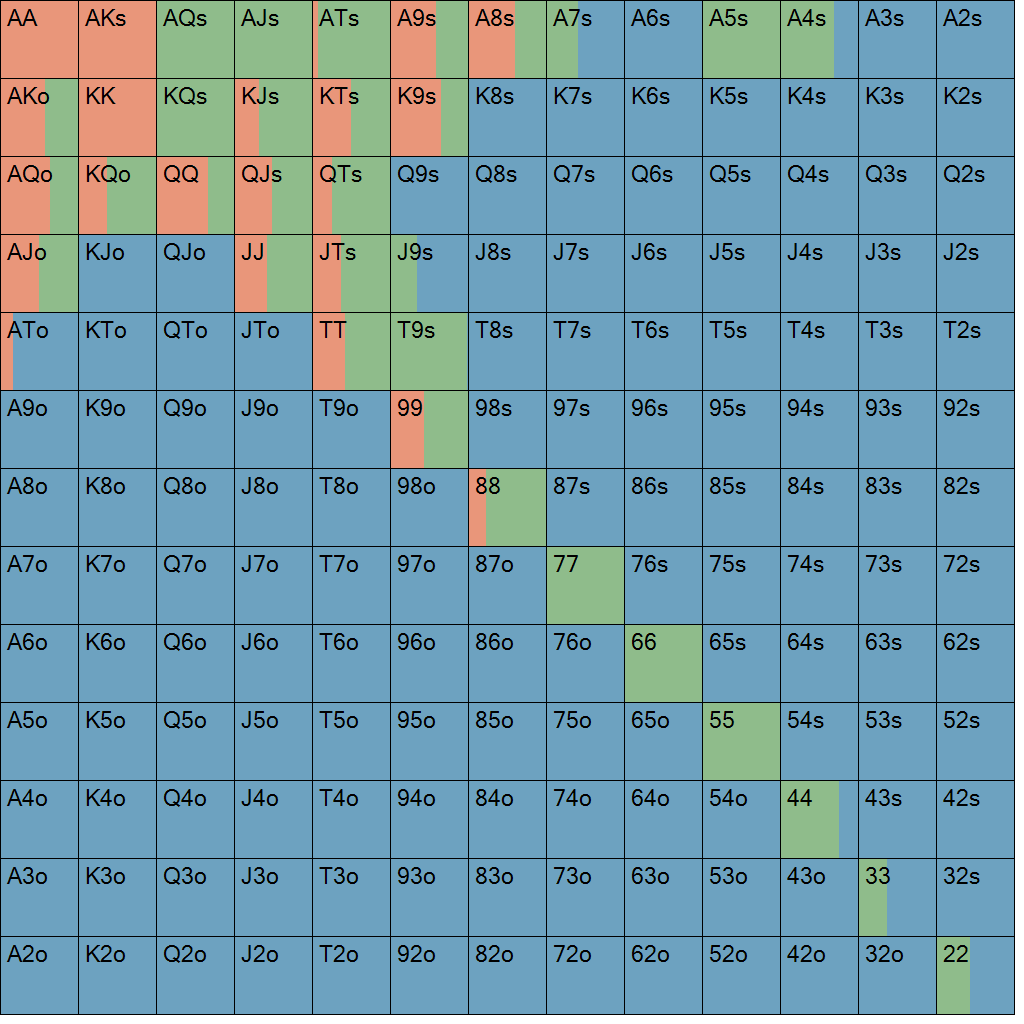 AA AKs AQs AJs ATs A9s A8s A7s A6s A5s A4s A3s A2s
AKo KK KQs KJs KTs K9s K8s K7s K6s K5s K4s K3s K2s
AQo KQo QQ QJs QTs Q9s Q8s Q7s Q6s Q5s Q4s Q3s Q2s
AJo KJo QJo JJ JTs J9s J8s J7s J6s J5s J4s J3s J2s
ATo KTo QTo JTo TT T9s T8s T7s T6s T5s T4s T3s T2s
A9o K9o Q9o J9o T9o 99 98s 97s 96s 95s 94s 93s 92s
A8o K8o Q8o J8o T8o 98o 88 87s 86s 85s 84s 83s 82s
A7o K7o Q7o J7o T7o 97o 87o 77 76s 75s 74s 73s 72s
A6o K6o Q6o J6o T6o 96o 86o 76o 66 65s 64s 63s 62s
A5o K5o Q5o J5o T5o 95o 85o 75o 65o 55 54s 53s 52s
A4o K4o Q4o J4o T4o 94o 84o 74o 64o 54o 44 43s 42s
A3o K3o Q3o J3o T3o 93o 83o 73o 63o 53o 43o 33 32s
A2o K2o Q2o J2o T2o 92o 82o 72o 62o 52o 42o 32o 22